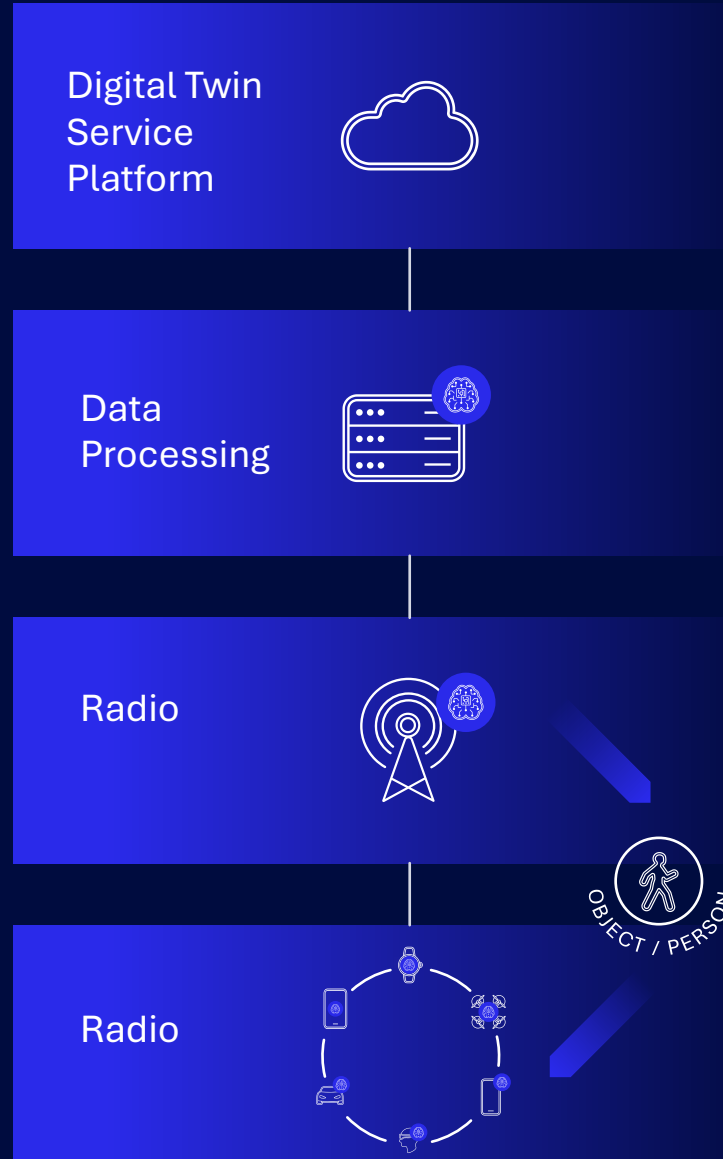 Digital Twin
Service
Platform
Data
Processing
Radio
OBJECT / PERSON
Radio